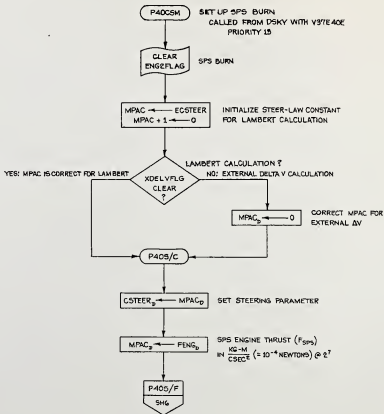 P40CSM
SET UP SPS BURN
CALLED FROM DSKY WITH V37E40E
PRIORITY 13
CLEAR
ENG2FLAG
SPS BURN
MPAC ← ECSTEER
MPAC + 1 ← 0
INITIALIZE STEER-LAW CONSTANT
FOR LAMBERT CALCULATION
LAMBERT CALCULATION ?
YES: MPAC IS CORRECT FOR LAMBERT
NO: EXTERNAL DELTA V CALCULATION
XDELVFLG
CLEAR
?
MPAC_D ← 0
CORRECT MPAC FOR
EXTERNAL ΔV
P40S/C
CSTEER_D ← MPAC_D
SET STEERING PARAMETER
MPAC_D ← FENG_D
SPS ENGINE THRUST (F_SPS)
IN KG-M/CSEC² (= 10⁻⁴ NEWTONS) @ 2⁷
P40S/F
SH6